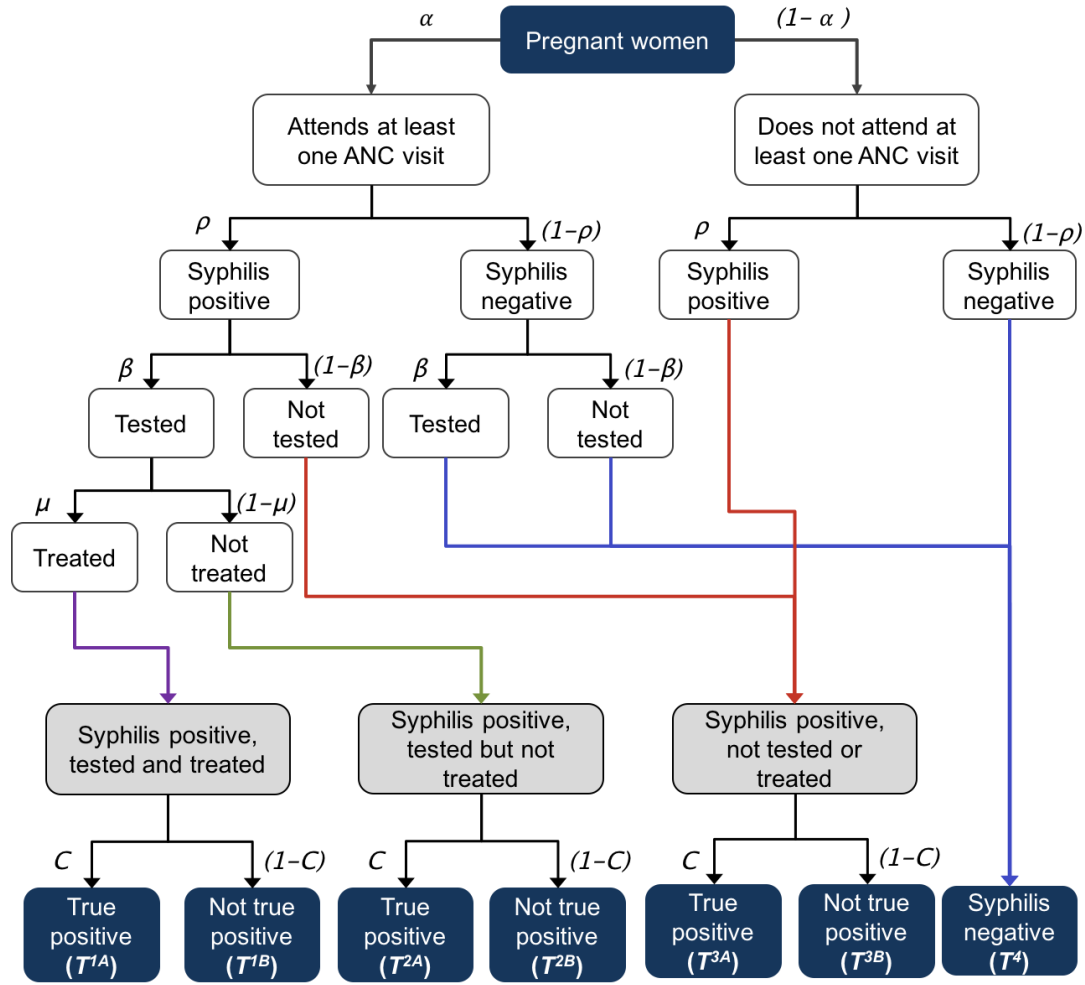 α
Pregnant women
(1– α )
Attends at least
one ANC visit
Does not attend at
least one ANC visit
ρ
(1–ρ)
ρ
(1–ρ)
Syphilis
positive
Syphilis
negative
Syphilis
positive
Syphilis
negative
β
(1–β)
β
(1–β)
Tested
Not
tested
Tested
Not
tested
μ
(1–μ)
Treated
Not
treated
Syphilis positive,
tested and treated
Syphilis positive,
tested but not
treated
Syphilis positive,
not tested or
treated
C
(1–C)
C
(1–C)
C
(1–C)
True
positive
(T1A)
Not true
positive
(T1B)
True
positive
(T2A)
Not true
positive
(T2B)
True
positive
(T3A)
Not true
positive
(T3B)
Syphilis
negative
(T4)